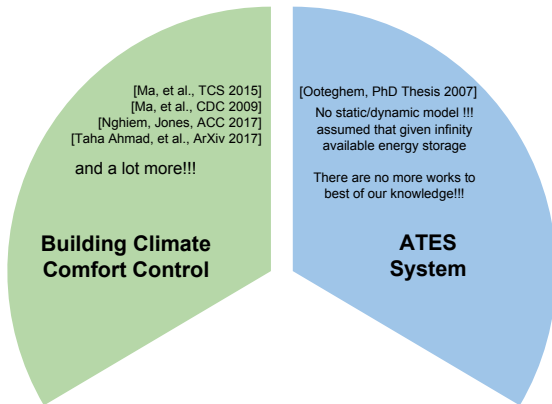 [Ma, et al., TCS 2015]
[Ma, et al., CDC 2009]
[Nghiem, Jones, ACC 2017]
[Taha Ahmad, et al., ArXiv 2017]
and a lot more!!!
Building Climate
Comfort Control
[Ooteghem, PhD Thesis 2007]
No static/dynamic model !!!
assumed that given infinity
available energy storage
There are no more works to
best of our knowledge!!!
ATES
System